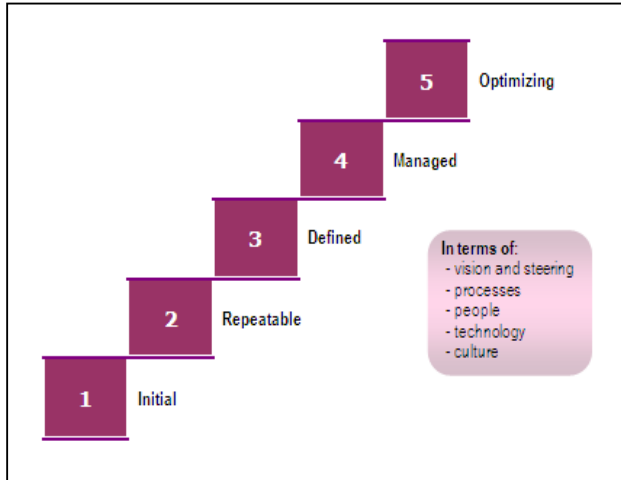 5
Optimizing
4
Managed
3
Defined
2
Repeatable
1
Initial
In terms of:
- vision and steering
- processes
- people
- technology
- culture